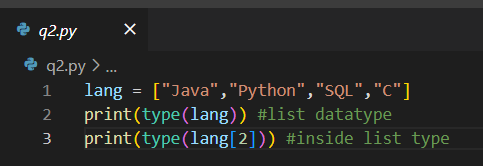 q2.py ×
q2.py > ...
1 lang = ["Java","Python","SQL","C"]
2 print(type(lang)) #list datatype
3 print(type(lang[2])) #inside list type